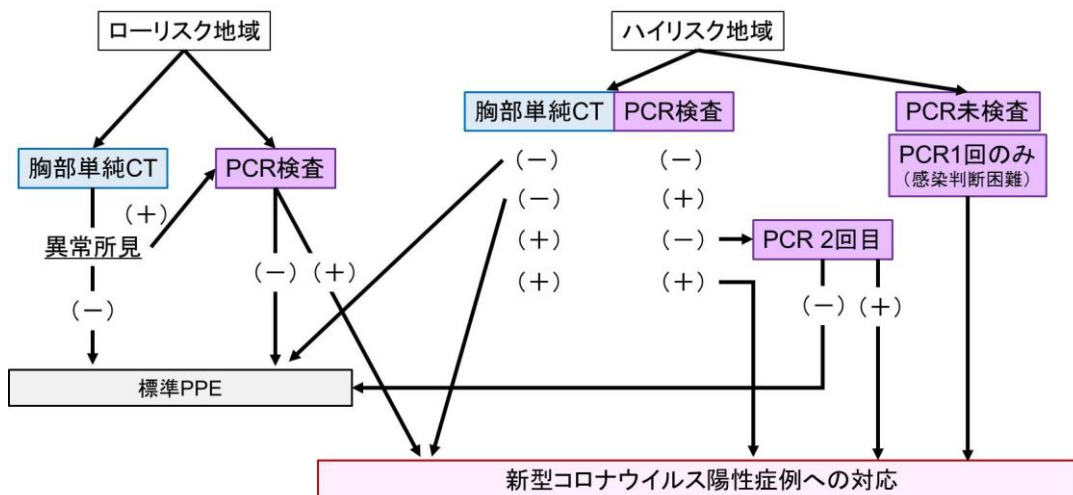 ローリスク地域
ハイリスク地域
胸部単純CT
PCR検査
PCR未検査
胸部単純CT
PCR検査
PCR1回のみ
(感染判断困難)
(−)
(−)
(+)
(−)
(+)
異常所見
(+)
(−)
PCR 2回目
(−)
(+)
(+)
(+)
(−)
(−)
(+)
標準PPE
新型コロナウイルス陽性症例への対応